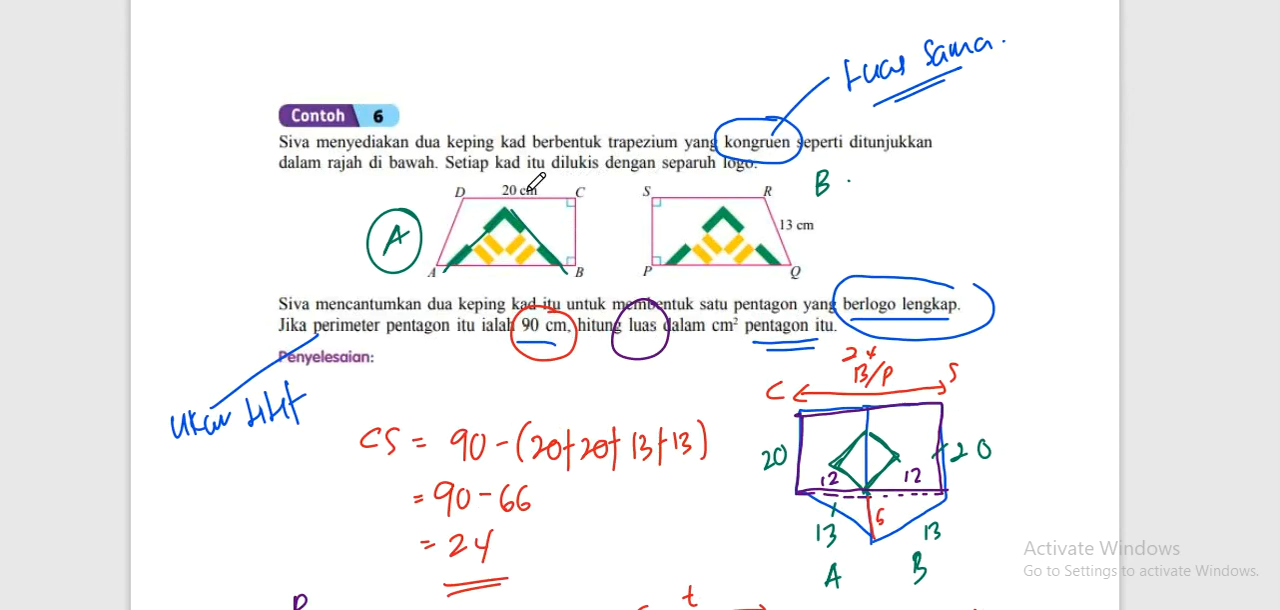 Luas sama.
Contoh 6
Siva menyediakan dua keping kad berbentuk trapezium yang kongruen seperti ditunjukkan
dalam rajah di bawah. Setiap kad itu dilukis dengan separuh logo.
D 20 cm C S R B
A 13 cm
A B P Q
Siva mencantumkan dua keping kad itu untuk membentuk satu pentagon yang berlogo lengkap.
Jika perimeter pentagon itu ialah 90 cm, hitung luas dalam cm² pentagon itu.
Penyelesaian:
Ukur lilit
24
C B/P S
CS = 90 - (20+20+13+13)
20 20
12 12
= 90 - 66
13 5 13
= 24
A B
Activate Windows
Go to Settings to activate Windows.
t